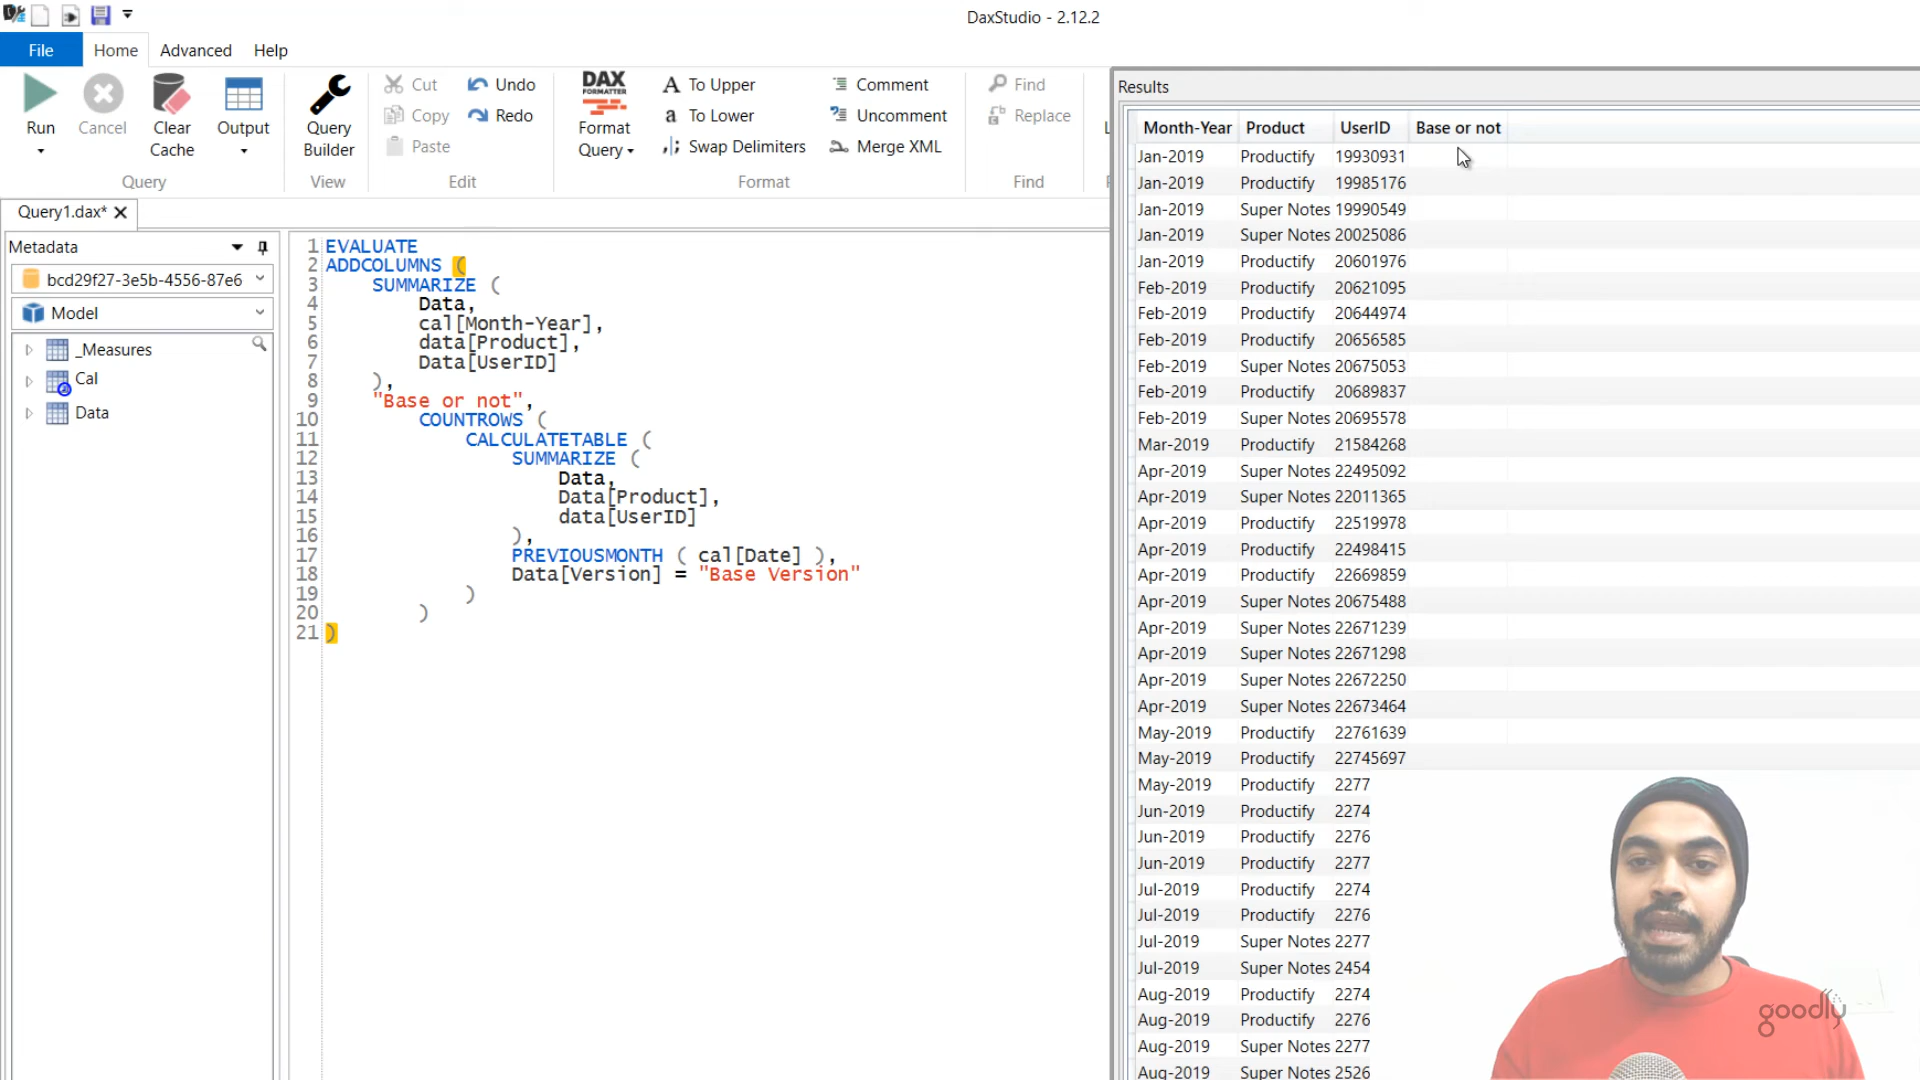 DaxStudio - 2.12.2
File Home Advanced Help
Run
Cancel
Clear Cache
Output
Query
Query Builder
View
Cut
Copy
Paste
Undo
Redo
Edit
DAX FORMATTER
Format Query
To Upper
To Lower
Swap Delimiters
Comment
Uncomment
Merge XML
Format
Find
Replace
Find
Query1.dax*
Metadata
bcd29f27-3e5b-4556-87e6
Model
_Measures
Cal
Data
1 EVALUATE
2 ADDCOLUMNS (
3 SUMMARIZE (
4 Data,
5 cal[Month-Year],
6 data[Product],
7 Data[UserID]
8 ),
9 "Base or not",
10 COUNTROWS (
11 CALCULATETABLE (
12 SUMMARIZE (
13 Data,
14 Data[Product],
15 data[UserID]
16 ),
17 PREVIOUSMONTH ( cal[Date] ),
18 Data[Version] = "Base Version"
19 )
20 )
21 )
Results
Month-Year Product UserID Base or not
Jan-2019 Productify 19930931
Jan-2019 Productify 19985176
Jan-2019 Super Notes 19990549
Jan-2019 Super Notes 20025086
Jan-2019 Productify 20601976
Feb-2019 Productify 20621095
Feb-2019 Productify 20644974
Feb-2019 Productify 20656585
Feb-2019 Super Notes 20675053
Feb-2019 Productify 20689837
Feb-2019 Super Notes 20695578
Mar-2019 Productify 21584268
Apr-2019 Super Notes 22495092
Apr-2019 Super Notes 22011365
Apr-2019 Productify 22519978
Apr-2019 Productify 22498415
Apr-2019 Productify 22669859
Apr-2019 Super Notes 20675488
Apr-2019 Super Notes 22671239
Apr-2019 Super Notes 22671298
Apr-2019 Super Notes 22672250
Apr-2019 Super Notes 22673464
May-2019 Productify 22761639
May-2019 Productify 22745697
May-2019 Productify 2277
Jun-2019 Productify 2274
Jun-2019 Productify 2276
Jun-2019 Productify 2277
Jul-2019 Productify 2274
Jul-2019 Productify 2276
Jul-2019 Super Notes 2277
Jul-2019 Super Notes 2454
Aug-2019 Productify 2274
Aug-2019 Productify 2276
Aug-2019 Super Notes 2277
Aug-2019 Super Notes 2526
goodly